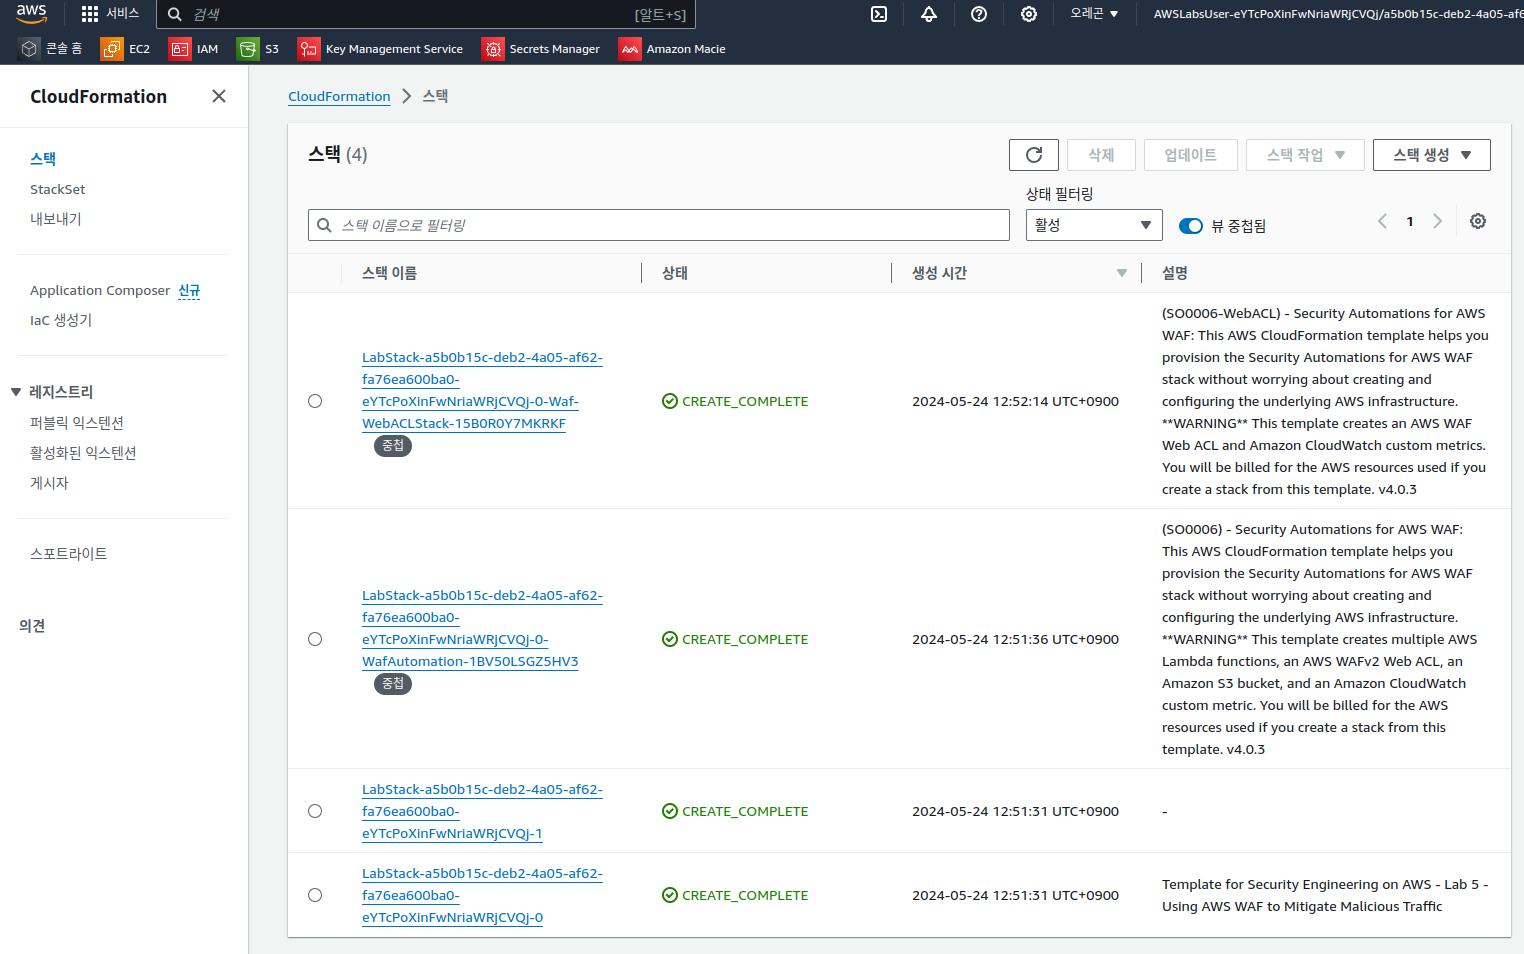 aws
서비스
검색
[알트+S]
오레곤
AWSLabsUser-eYTcPoXinFwNriaWRjCVQj/a5b0b15c-deb2-4a05-af6
콘솔 홈
EC2
IAM
S3
Key Management Service
Secrets Manager
Amazon Macie
CloudFormation
스택
StackSet
내보내기
Application Composer 신규
IaC 생성기
레지스트리
퍼블릭 익스텐션
활성화된 익스텐션
게시자
스포트라이트
의견
CloudFormation > 스택
스택 (4)
삭제
업데이트
스택 작업
스택 생성
상태 필터링
스택 이름으로 필터링
활성
뷰 중첩됨
1
스택 이름
상태
생성 시간
설명
LabStack-a5b0b15c-deb2-4a05-af62-
fa76ea600ba0-
eYTcPoXinFwNriaWRjCVQj-0-Waf-
WebACLStack-15B0R0Y7MKRKF
중첩
CREATE_COMPLETE
2024-05-24 12:52:14 UTC+0900
(SO0006-WebACL) - Security Automations for AWS
WAF: This AWS CloudFormation template helps you
provision the Security Automations for AWS WAF
stack without worrying about creating and
configuring the underlying AWS infrastructure.
**WARNING** This template creates an AWS WAF
Web ACL and Amazon CloudWatch custom metrics.
You will be billed for the AWS resources used if you
create a stack from this template. v4.0.3
LabStack-a5b0b15c-deb2-4a05-af62-
fa76ea600ba0-
eYTcPoXinFwNriaWRjCVQj-0-
WafAutomation-1BV50LSGZ5HV3
중첩
CREATE_COMPLETE
2024-05-24 12:51:36 UTC+0900
(SO0006) - Security Automations for AWS WAF:
This AWS CloudFormation template helps you
provision the Security Automations for AWS WAF
stack without worrying about creating and
configuring the underlying AWS infrastructure.
**WARNING** This template creates multiple AWS
Lambda functions, an AWS WAFv2 Web ACL, an
Amazon S3 bucket, and an Amazon CloudWatch
custom metric. You will be billed for the AWS
resources used if you create a stack from this
template. v4.0.3
LabStack-a5b0b15c-deb2-4a05-af62-
fa76ea600ba0-
eYTcPoXinFwNriaWRjCVQj-1
CREATE_COMPLETE
2024-05-24 12:51:31 UTC+0900
-
LabStack-a5b0b15c-deb2-4a05-af62-
fa76ea600ba0-
eYTcPoXinFwNriaWRjCVQj-0
CREATE_COMPLETE
2024-05-24 12:51:31 UTC+0900
Template for Security Engineering on AWS - Lab 5 -
Using AWS WAF to Mitigate Malicious Traffic